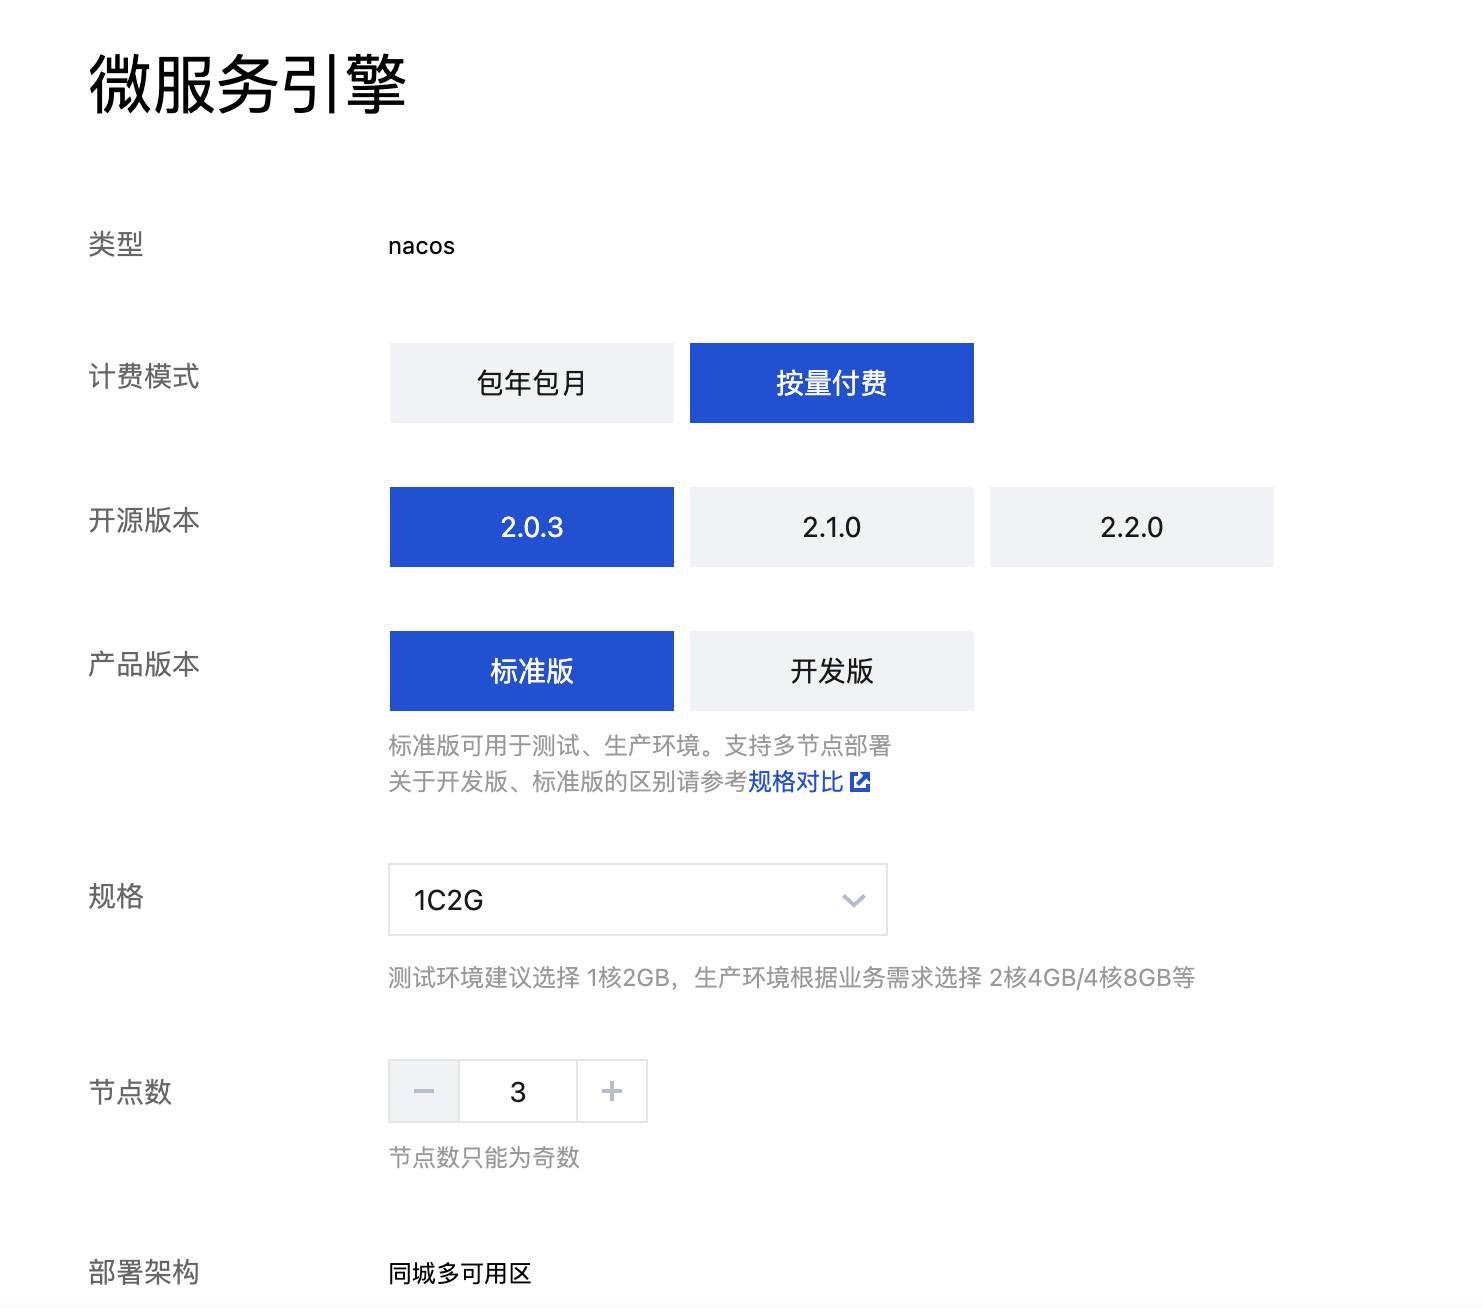 微服务引擎
类型
nacos
计费模式
包年包月
按量付费
开源版本
2.0.3
2.1.0
2.2.0
产品版本
标准版
开发版
标准版可用于测试、生产环境。支持多节点部署
关于开发版、标准版的区别请参考规格对比
规格
1C2G
测试环境建议选择 1核2GB，生产环境根据业务需求选择 2核4GB/4核8GB等
节点数
3
节点数只能为奇数
部署架构
同城多可用区